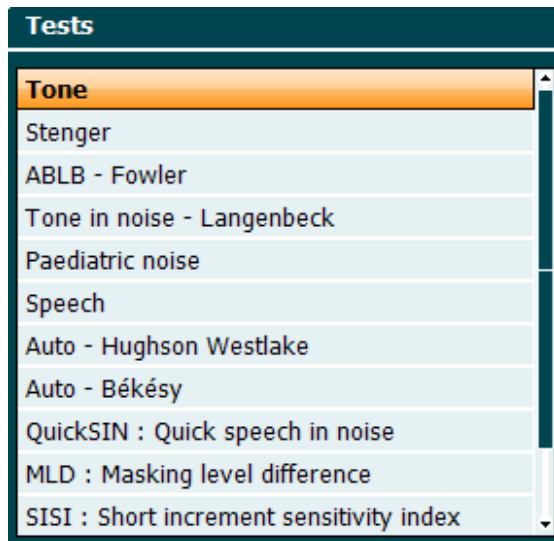 Tests
Tone
Stenger
ABLB - Fowler
Tone in noise - Langenbeck
Paediatric noise
Speech
Auto - Hughson Westlake
Auto - Békésy
QuickSIN : Quick speech in noise
MLD : Masking level difference
SISI : Short increment sensitivity index